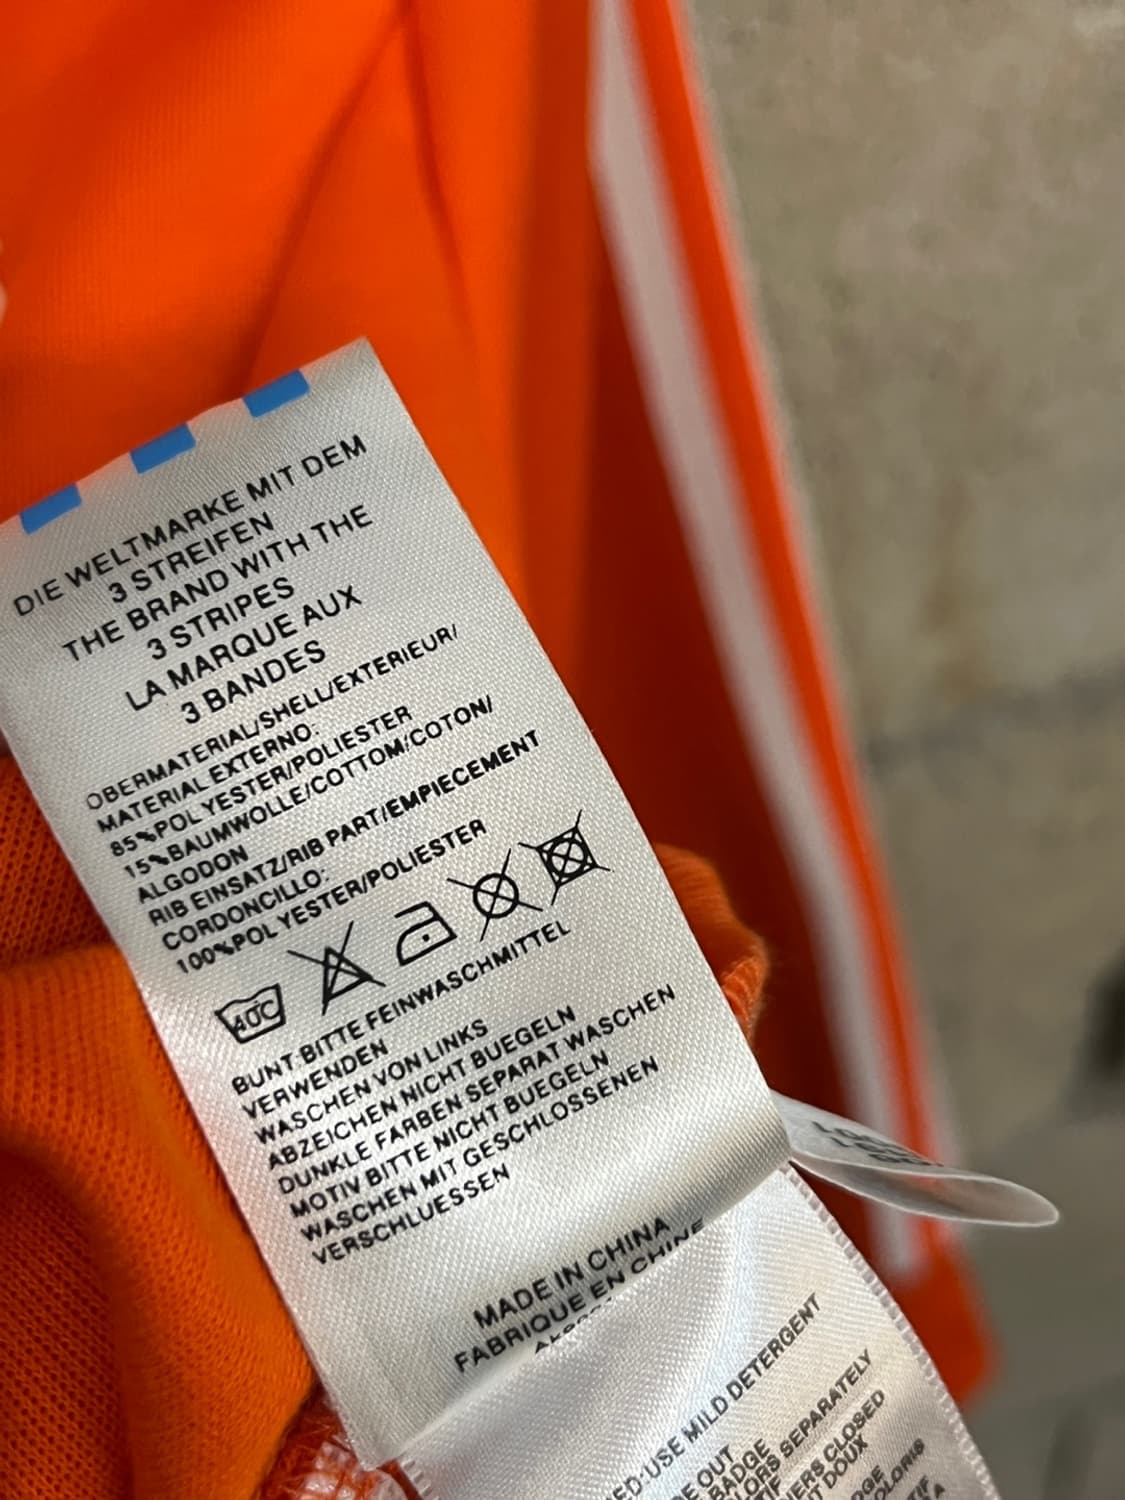 DIE WELTMARKE MIT DEM
3 STREIFEN
THE BRAND WITH THE
3 STRIPES
LA MARQUE AUX
3 BANDES
OBERMATERIAL/SHELL/EXTERIEUR/
MATERIAL EXTERNO:
85%POLYESTER/POLIESTER
15%BAUMWOLLE/COTTOM/COTON/
ALGODON
RIB EINSATZ/RIB PART/EMPIECEMENT
CORDONCILLO:
100%POLYESTER/POLIESTER
40C
BUNT:BITTE FEINWASCHMITTEL
VERWENDEN
WASCHEN VON LINKS
ABZEICHEN NICHT BUEGELN
DUNKLE FARBEN SEPARAT WASCHEN
MOTIV BITTE NICHT BUEGELN
WASCHEN MIT GESCHLOSSENEN
VERSCHLUESSEN
MADE IN CHINA
FABRIQUE EN CHINE
USE MILD DETERGENT
OUT
BADGE
SEPARATELY
CLOSED
DOUX